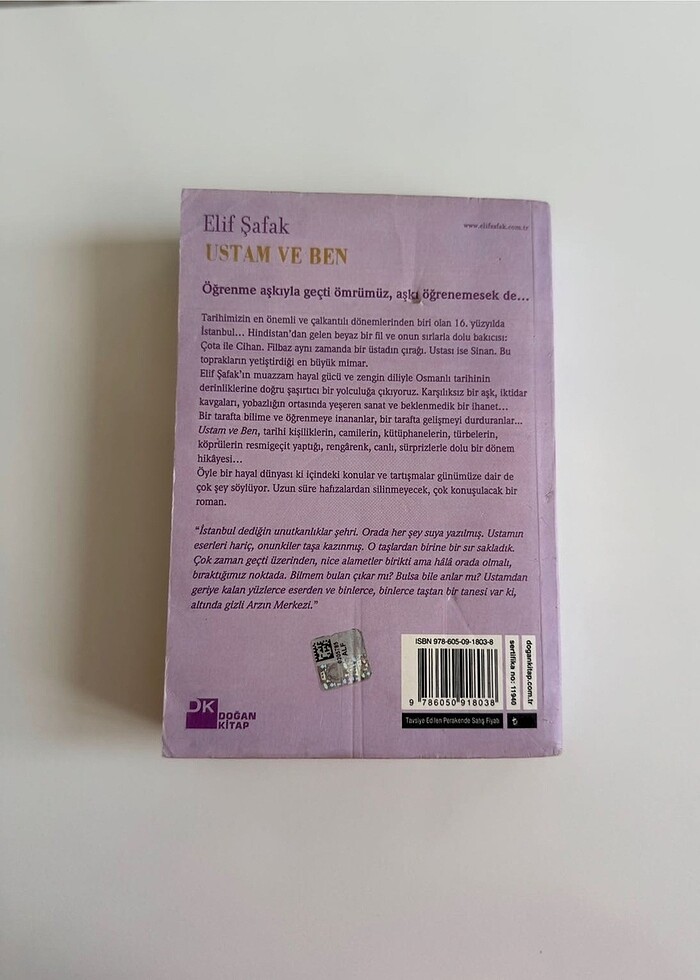 Elif Şafak
www.elifsafak.com.tr
USTAM VE BEN
Öğrenme aşkıyla geçti ömrümüz, aşkı öğrenemesek de...
Tarihimizin en önemli ve çalkantılı dönemlerinden biri olan 16. yüzyılda
İstanbul... Hindistan'dan gelen beyaz bir fil ve onun sırlarla dolu bakıcısı:
Çota ile Cihan. Filbaz aynı zamanda bir üstadın çırağı. Ustası ise Sinan. Bu
toprakların yetiştirdiği en büyük mimar.
Elif Şafak'ın muazzam hayal gücü ve zengin diliyle Osmanlı tarihinin
derinliklerine doğru şaşırtıcı bir yolculuğa çıkıyoruz. Karşılıksız bir aşk, iktidar
kavgaları, yobazlığın ortasında yeşeren sanat ve beklenmedik bir ihanet...
Bir tarafta bilime ve öğrenmeye inananlar, bir tarafta gelişmeyi durduranlar...
Ustam ve Ben, tarihi kişiliklerin, camilerin, kütüphanelerin, türbelerin,
köprülerin resmigeçit yaptığı, rengârenk, canlı, sürprizlerle dolu bir dönem
hikâyesi...
Öyle bir hayal dünyası ki içindeki konular ve tartışmalar günümüze dair de
çok şey söylüyor. Uzun süre hafızalardan silinmeyecek, çok konuşulacak bir
roman.
"İstanbul dediğin unutkanlıklar şehri. Orada her şey suya yazılmış. Ustamın
eserleri hariç, onunkiler taşa kazınmış. O taşlardan birine bir sır sakladık.
Çok zaman geçti üzerinden, nice alametler birikti ama hâlâ orada olmalı,
bıraktığımız noktada. Bilmem bulan çıkar mı? Bulsa bile anlar mı? Ustamdan
geriye kalan yüzlerce eserden ve binlerce, binlerce taştan bir tanesi var ki,
altında gizli Arzın Merkezi."
ALF
DK
DOĞAN
KİTAP
ISBN 978-605-09-1803-8
9 786050 918038
Tavsiye Edilen Perakende Satış Fiyatı
dogankitap.com.tr
sertifika no: 11940